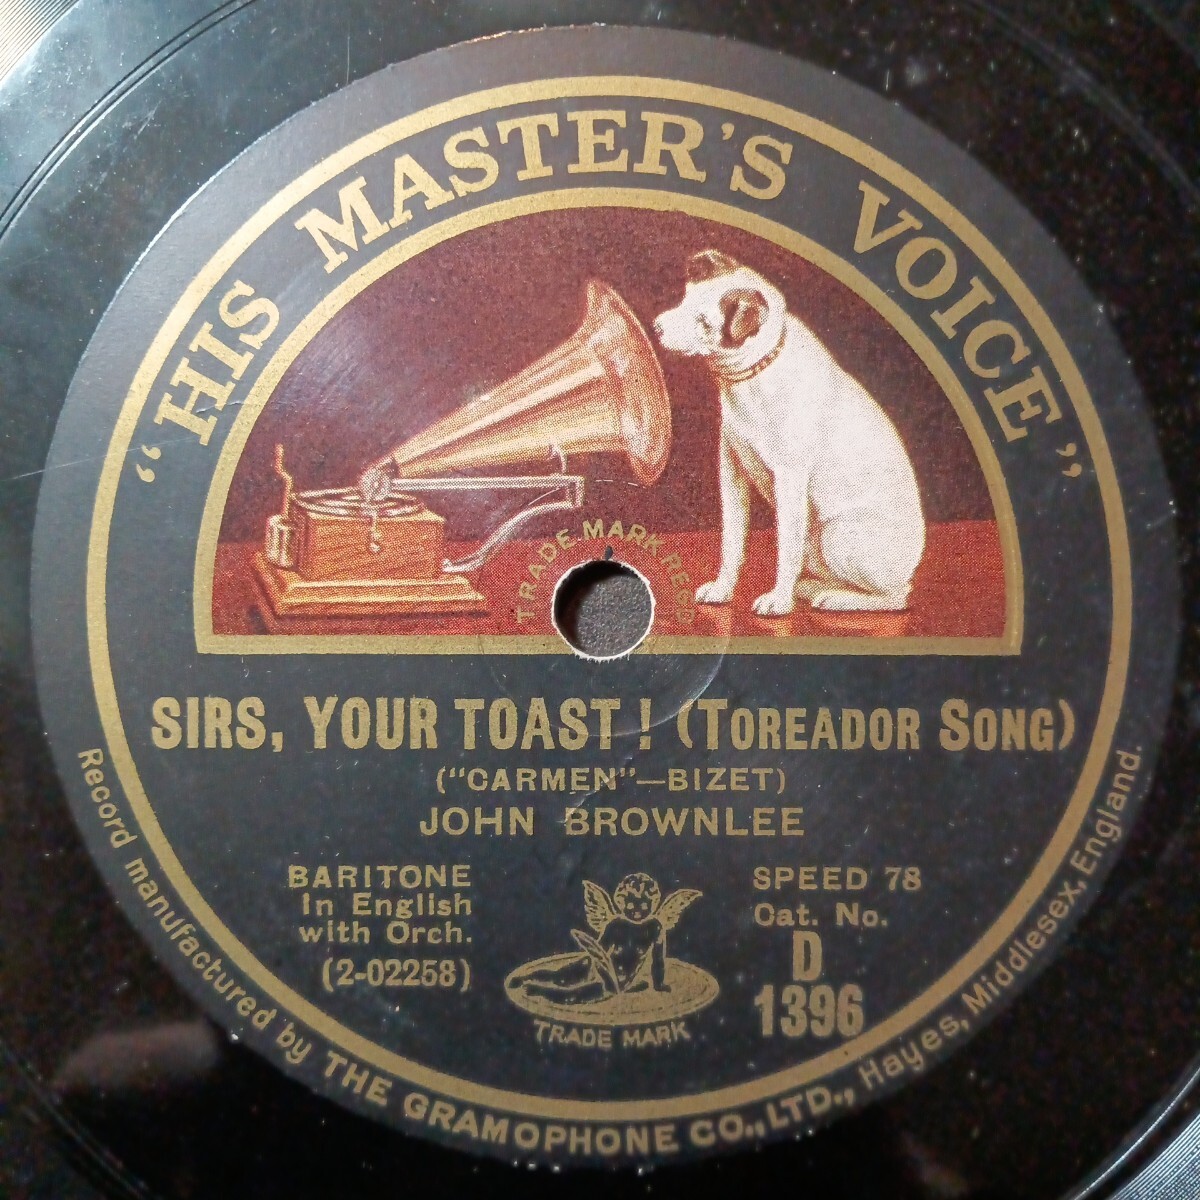 “HIS MASTER'S VOICE”
TRADE MARK REGD
SIRS, YOUR TOAST! (TOREADOR SONG)
("CARMEN"—BIZET)
JOHN BROWNLEE
BARITONE
In English
with Orch.
(2-02258)
SPEED 78
Cat. No.
D
1396
TRADE MARK
Record manufactured by THE GRAMOPHONE CO., LTD., Hayes, Middlesex, England.